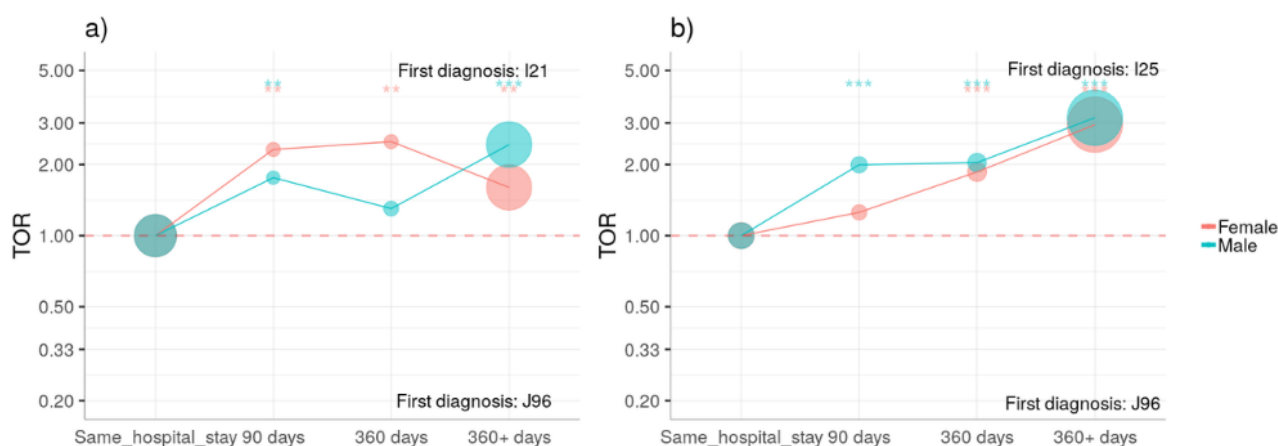 a)
TOR
5.00
3.00
2.00
1.00
0.50
0.33
0.20
First diagnosis: I21
** ** *** 
** **
First diagnosis: J96
Same_hospital_stay 90 days 360 days 360+ days
b)
TOR
5.00
3.00
2.00
1.00
0.50
0.33
0.20
First diagnosis: I25
*** *** ***
*** ***
First diagnosis: J96
Same_hospital_stay 90 days 360 days 360+ days
Female
Male